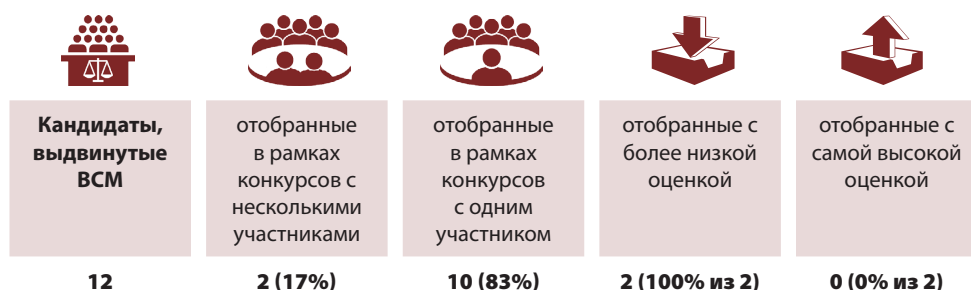 Кандидаты,
выдвинутые
ВСМ
12
отобранные
в рамках
конкурсов с
несколькими
участниками
2 (17%)
отобранные
в рамках
конкурсов
с одним
участником
10 (83%)
отобранные с
более низкой
оценкой
2 (100% из 2)
отобранные с
самой высокой
оценкой
0 (0% из 2)